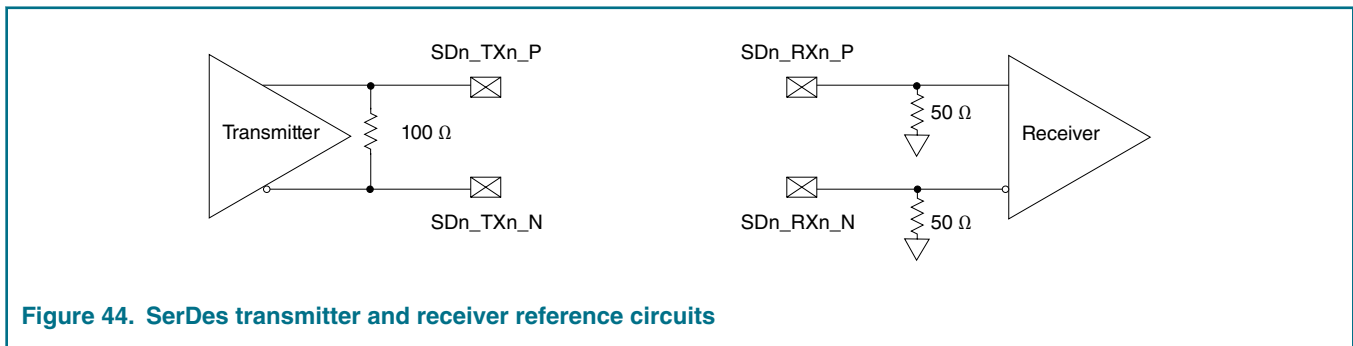 SDn_TXn_P
SDn_RXn_P
Transmitter
100 Ω
50 Ω
Receiver
SDn_TXn_N
SDn_RXn_N
50 Ω
Figure 44. SerDes transmitter and receiver reference circuits